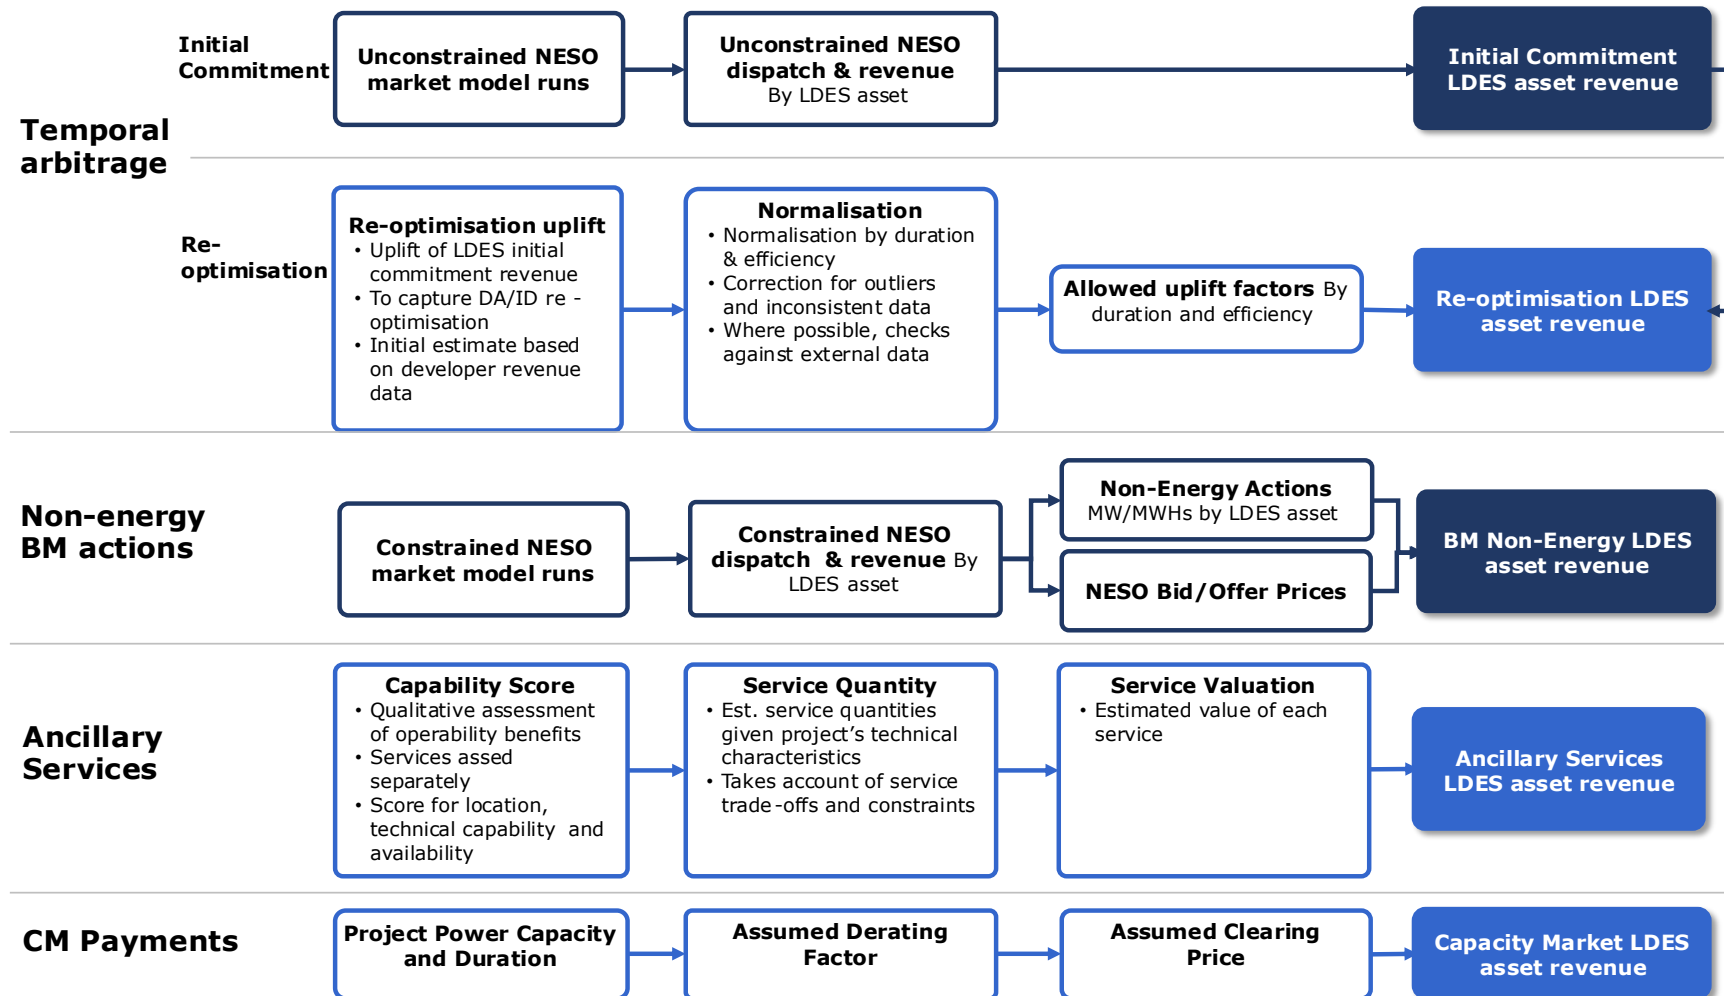 Temporal
arbitrage
Initial
Commitment
Unconstrained NESO
market model runs
Unconstrained NESO
dispatch & revenue
By LDES asset
Initial Commitment
LDES asset revenue
Re-
optimisation
Re-optimisation uplift
• Uplift of LDES initial
commitment revenue
• To capture DA/ID re -
optimisation
• Initial estimate based
on developer revenue
data
Normalisation
• Normalisation by duration
& efficiency
• Correction for outliers
and inconsistent data
• Where possible, checks
against external data
Allowed uplift factors By
duration and efficiency
Re-optimisation LDES
asset revenue
Non-energy
BM actions
Constrained NESO
market model runs
Constrained NESO
dispatch & revenue By
LDES asset
Non-Energy Actions
MW/MWHs by LDES asset
NESO Bid/Offer Prices
BM Non-Energy LDES
asset revenue
Ancillary
Services
Capability Score
• Qualitative assessment
of operability benefits
• Services assed
separately
• Score for location,
technical capability and
availability
Service Quantity
• Est. service quantities
given project's technical
characteristics
• Takes account of service
trade-offs and constraints
Service Valuation
• Estimated value of each
service
Ancillary Services
LDES asset revenue
CM Payments
Project Power Capacity
and Duration
Assumed Derating
Factor
Assumed Clearing
Price
Capacity Market LDES
asset revenue